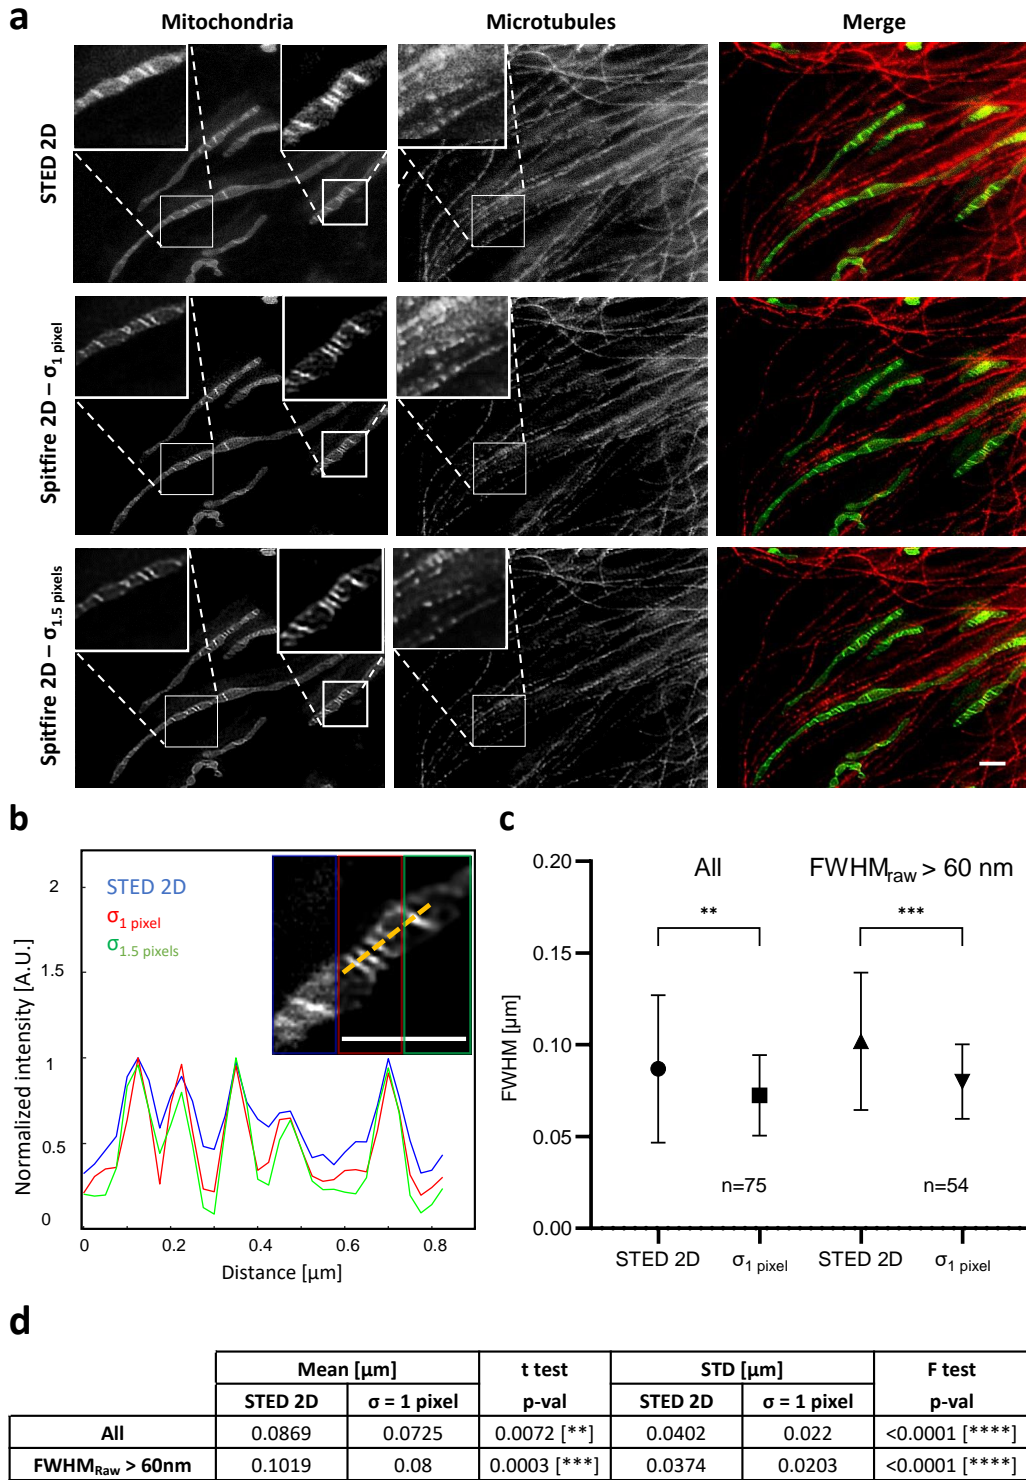 a
Mitochondria Microtubules Merge
STED 2D
Spitfire 2D – σ1 pixel
Spitfire 2D – σ1.5 pixels
b
2
1.5
1
0.5
0
Normalized intensity [A.U.]
STED 2D
σ1 pixel
σ1.5 pixels
0 0.2 0.4 0.6 0.8
Distance [µm]
c
0.20
0.15
0.10
0.05
0.00
FWHM [µm]
All FWHMraw > 60 nm
** ***
n=75 n=54
STED 2D σ1 pixel STED 2D σ1 pixel
d
Mean [µm] t test STD [µm] F test
STED 2D σ = 1 pixel p-val STED 2D σ = 1 pixel p-val
All 0.0869 0.0725 0.0072 [**] 0.0402 0.022 <0.0001 [****]
FWHMRaw > 60nm 0.1019 0.08 0.0003 [***] 0.0374 0.0203 <0.0001 [****]